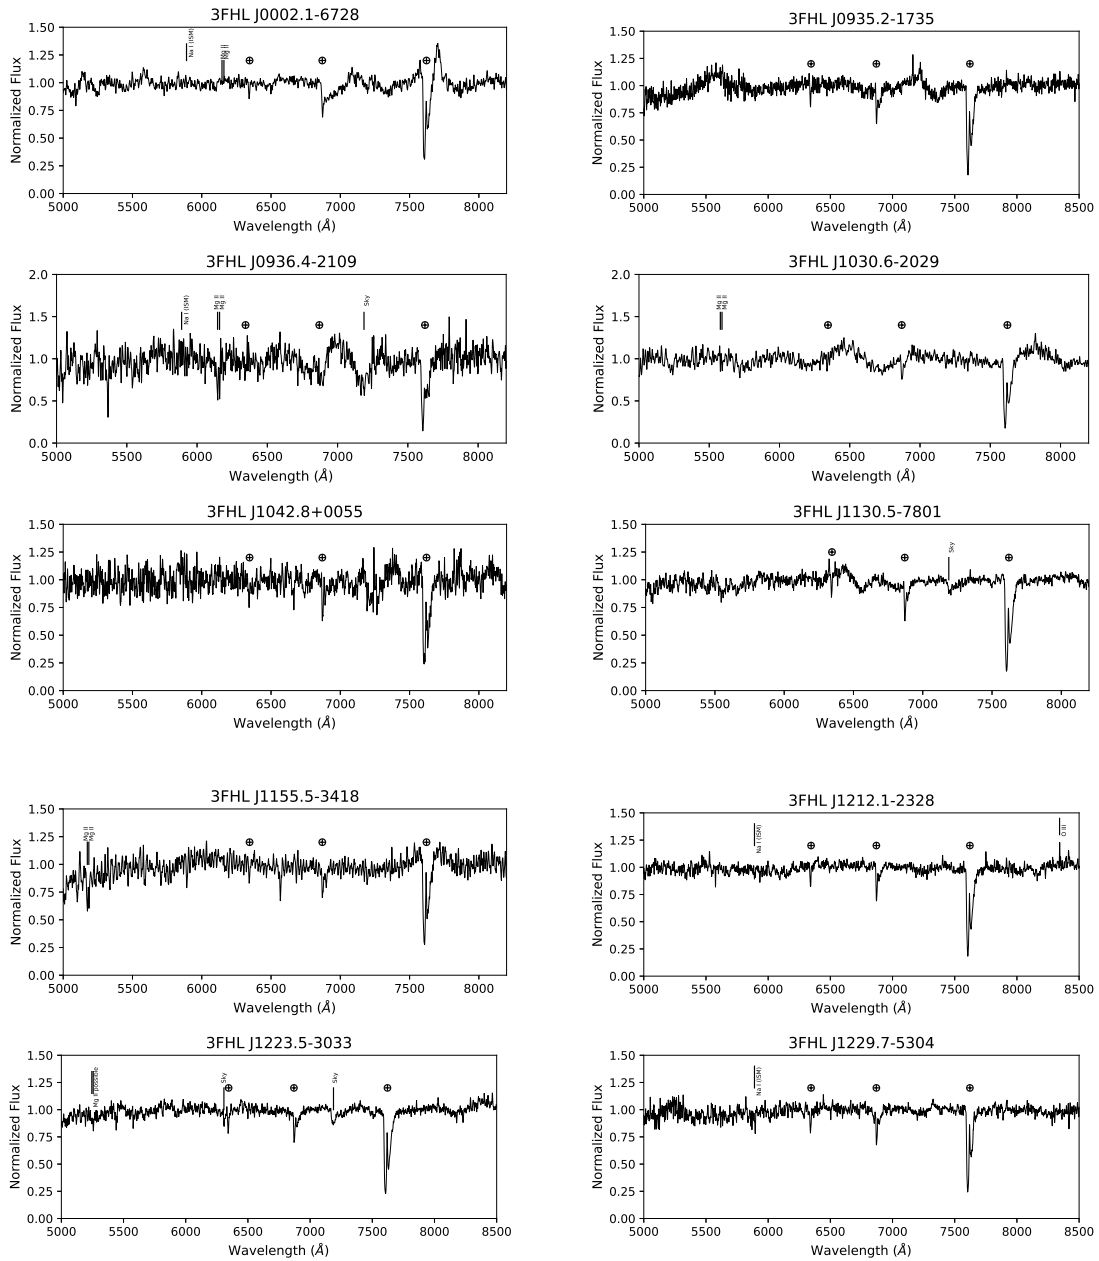 3FHL J0002.1-6728
Normalized Flux
1.50
1.25
1.00
0.75
0.50
0.25
0.00
Na I (ISM)
Mg II
Mg II
5000 5500 6000 6500 7000 7500 8000
Wavelength (Å)
3FHL J0935.2-1735
Normalized Flux
1.50
1.25
1.00
0.75
0.50
0.25
0.00
5000 5500 6000 6500 7000 7500 8000 8500
Wavelength (Å)
3FHL J0936.4-2109
Normalized Flux
2.0
1.5
1.0
0.5
0.0
Na I (ISM)
Mg II
Mg II
Sky
5000 5500 6000 6500 7000 7500 8000
Wavelength (Å)
3FHL J1030.6-2029
Normalized Flux
2.0
1.5
1.0
0.5
0.0
Mg II
Mg II
5000 5500 6000 6500 7000 7500 8000
Wavelength (Å)
3FHL J1042.8+0055
Normalized Flux
1.50
1.25
1.00
0.75
0.50
0.25
0.00
5000 5500 6000 6500 7000 7500 8000
Wavelength (Å)
3FHL J1130.5-7801
Normalized Flux
1.50
1.25
1.00
0.75
0.50
0.25
0.00
Sky
5000 5500 6000 6500 7000 7500 8000
Wavelength (Å)
3FHL J1155.5-3418
Normalized Flux
1.50
1.25
1.00
0.75
0.50
0.25
0.00
Mg II
Mg II
5000 5500 6000 6500 7000 7500 8000
Wavelength (Å)
3FHL J1212.1-2328
Normalized Flux
1.50
1.25
1.00
0.75
0.50
0.25
0.00
Na I (ISM)
O III
5000 5500 6000 6500 7000 7500 8000 8500
Wavelength (Å)
3FHL J1223.5-3033
Normalized Flux
1.50
1.25
1.00
0.75
0.50
0.25
0.00
Mg II possible
Sky
Sky
5000 5500 6000 6500 7000 7500 8000 8500
Wavelength (Å)
3FHL J1229.7-5304
Normalized Flux
1.50
1.25
1.00
0.75
0.50
0.25
0.00
Na I (ISM)
5000 5500 6000 6500 7000 7500 8000 8500
Wavelength (Å)